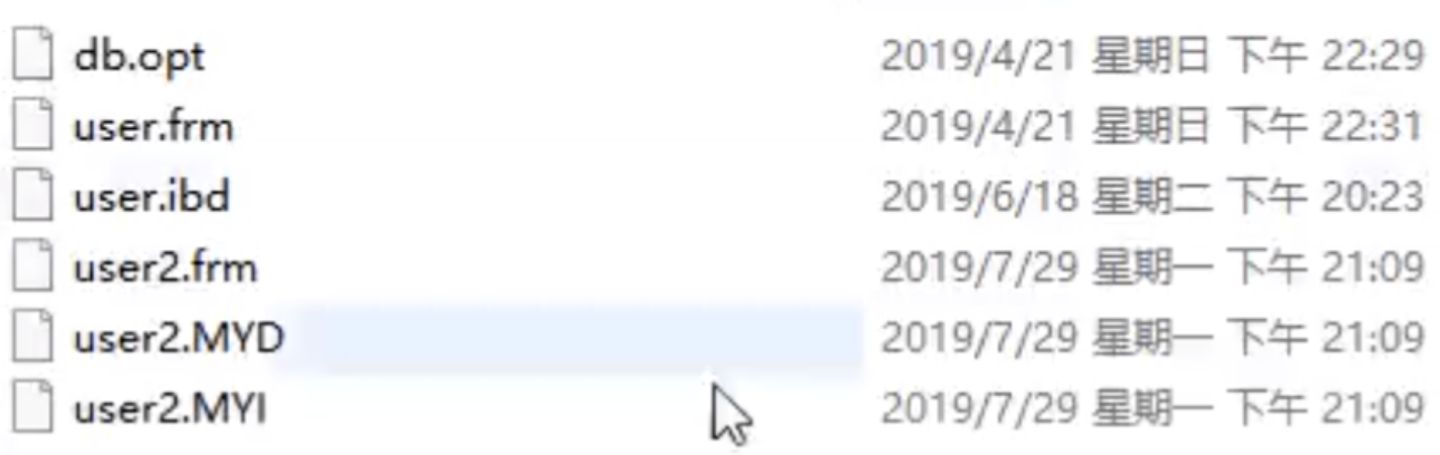 db.opt 2019/4/21 星期日 下午 22:29
user.frm 2019/4/21 星期日 下午 22:31
user.ibd 2019/6/18 星期二 下午 20:23
user2.frm 2019/7/29 星期一 下午 21:09
user2.MYD 2019/7/29 星期一 下午 21:09
user2.MYI 2019/7/29 星期一 下午 21:09